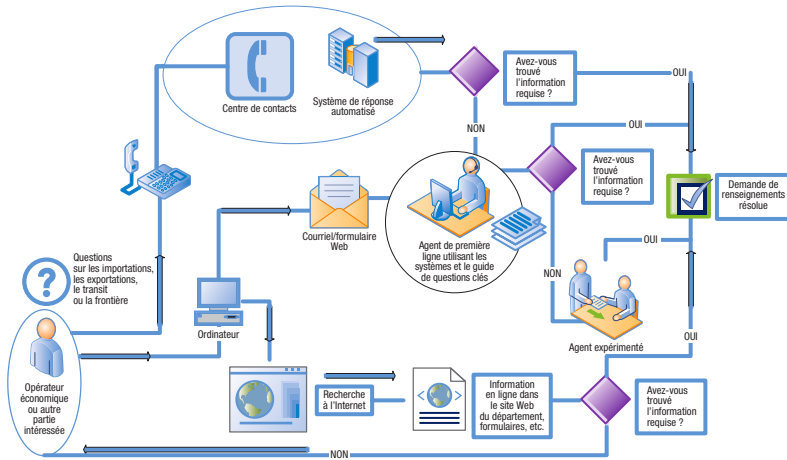 Centre de contacts
Système de réponse
automatisé
Avez-vous
trouvé
l'information
requise ?
OUI
NON
OUI
Avez-vous
trouvé
l'information
requise ?
Demande de
renseignements
résolue
Courriel/formulaire
Web
Agent de première
ligne utilisant les
systèmes et le guide
de questions clés
OUI
NON
Questions
sur les importations,
les exportations,
le transit
ou la frontière
?
Ordinateur
Agent expérimenté
OUI
Opérateur
économique
ou autre
partie
intéressée
Recherche
à l'Internet
Information
en ligne dans
le site Web
du département,
formulaires, etc.
Avez-vous
trouvé
l'information
requise ?
NON